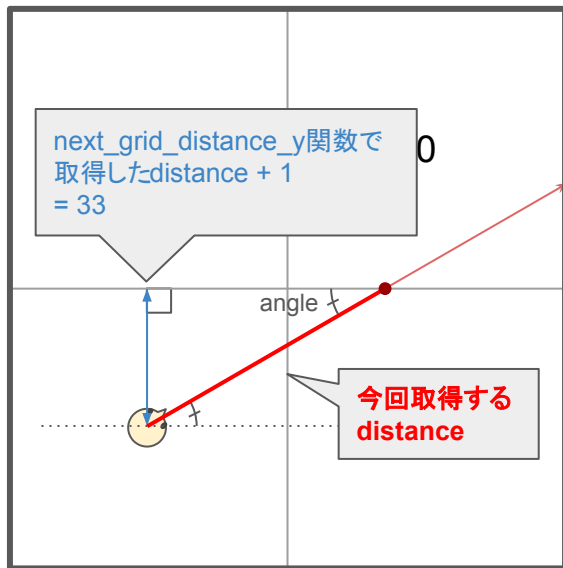 next_grid_distance_y関数で
取得したdistance + 1
= 33
0
angle
今回取得する
distance